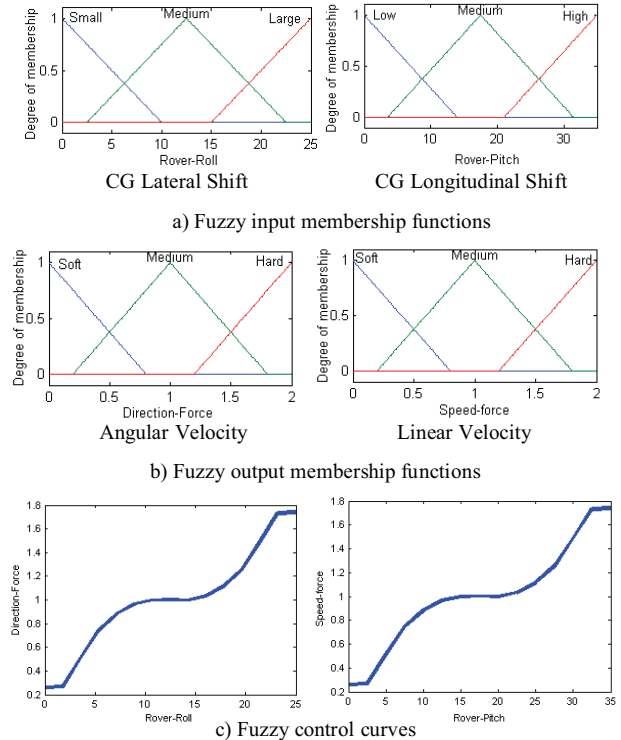 Small Medium Large
Low Medium High
Degree of membership
1
0.5
0
0 5 10 15 20 25
Rover-Roll
CG Lateral Shift
Degree of membership
1
0.5
0
0 10 20 30
Rover-Pitch
CG Longitudinal Shift
a) Fuzzy input membership functions
Soft Medium Hard
Degree of membership
1
0.5
0
0 0.5 1 1.5 2
Direction-Force
Angular Velocity
Soft Medium Hard
Degree of membership
1
0.5
0
0 0.5 1 1.5 2
Speed-force
Linear Velocity
b) Fuzzy output membership functions
Direction-Force
1.8
1.6
1.4
1.2
1
0.8
0.6
0.4
0.2
0 5 10 15 20 25
Rover-Roll
Speed-force
1.8
1.6
1.4
1.2
1
0.8
0.6
0.4
0.2
0 5 10 15 20 25 30 35
Rover-Pitch
c) Fuzzy control curves